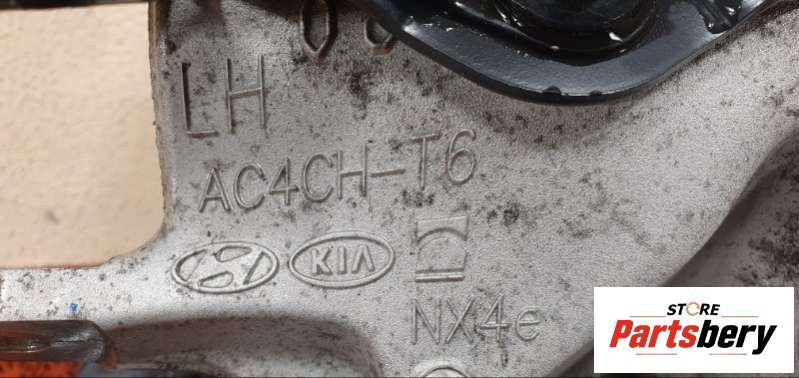 LH
AC4CH-T6
KIA
NX4e
STORE
Partsbery